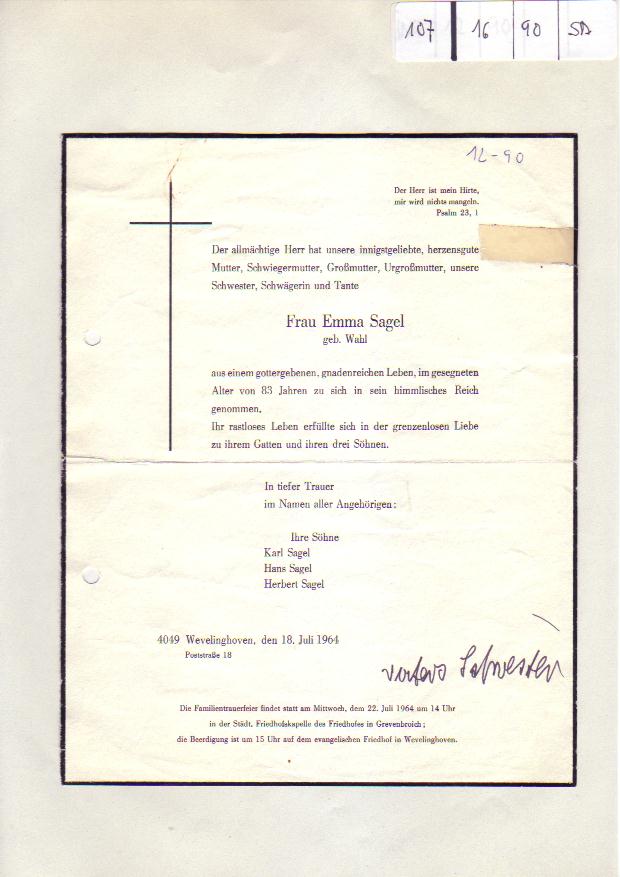 107 16 90 SA
12-90
Der Herr ist mein Hirte,
mir wird nichts mangeln.
Psalm 23, 1
Der allmächtige Herr hat unsere innigstgeliebte, herzensgute
Mutter, Schwiegermutter, Großmutter, Urgroßmutter, unsere
Schwester, Schwägerin und Tante
Frau Emma Sagel
geb. Wahl
aus einem gottergebenen, gnadenreichen Leben, im gesegneten
Alter von 83 Jahren zu sich in sein himmlisches Reich
genommen.
Ihr rastloses Leben erfüllte sich in der grenzenlosen Liebe
zu ihrem Gatten und ihren drei Söhnen.
In tiefer Trauer
im Namen aller Angehörigen:
Ihre Söhne
Karl Sagel
Hans Sagel
Herbert Sagel
4049 Wevelinghoven, den 18. Juli 1964
Poststraße 18
Vaters Schwester
Die Familientrauerfeier findet statt am Mittwoch, dem 22. Juli 1964 um 14 Uhr
in der Städt. Friedhofskapelle des Friedhofes in Grevenbroich;
die Beerdigung ist um 15 Uhr auf dem evangelischen Friedhof in Wevelinghoven.